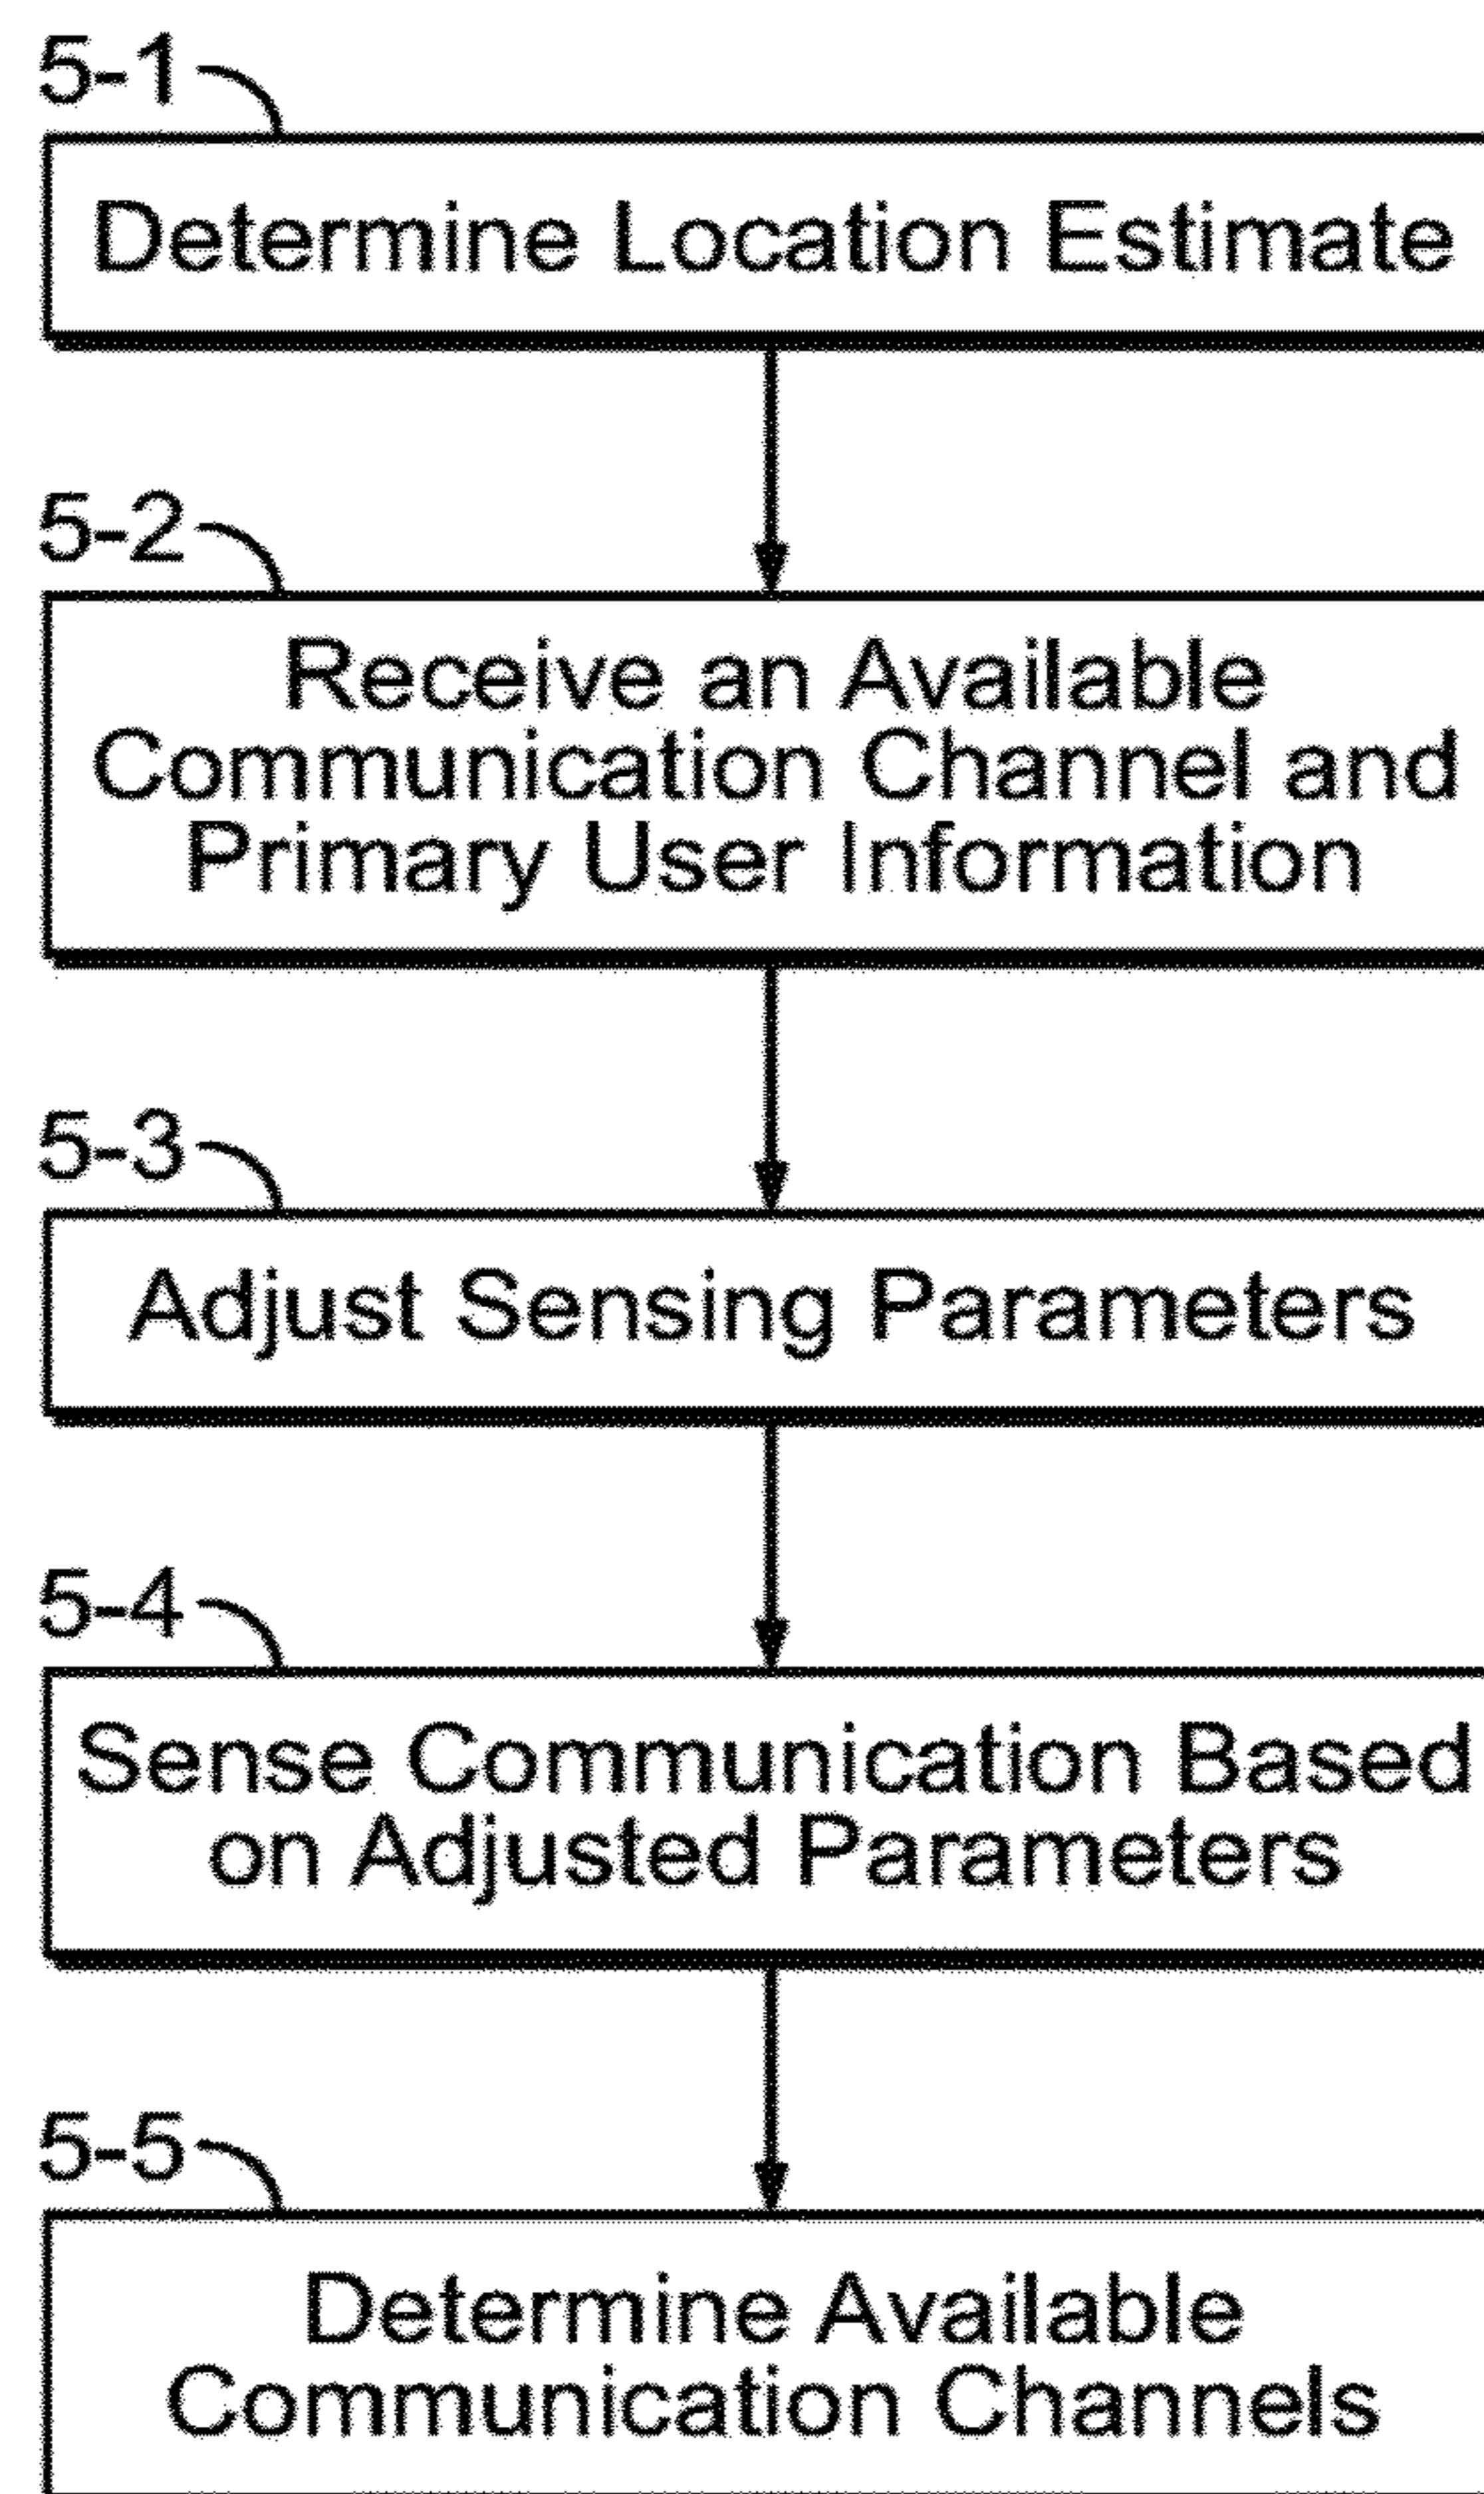 5-1
Determine Location Estimate
5-2
Receive an Available
Communication Channel and
Primary User Information
5-3
Adjust Sensing Parameters
5-4
Sense Communication Based
on Adjusted Parameters
5-5
Determine Available
Communication Channels